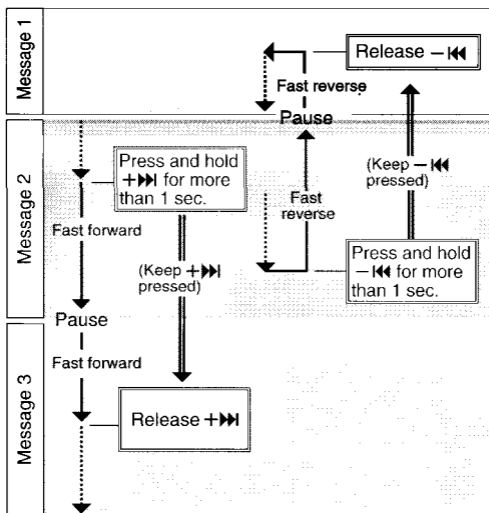 Message 1
Release – ⏮
Fast reverse
Pause
Message 2
Press and hold
+⏭ for more
than 1 sec.
(Keep – ⏮
pressed)
Fast
reverse
Fast forward
(Keep +⏭
pressed)
Press and hold
– ⏮ for more
than 1 sec.
Pause
Fast forward
Message 3
Release +⏭